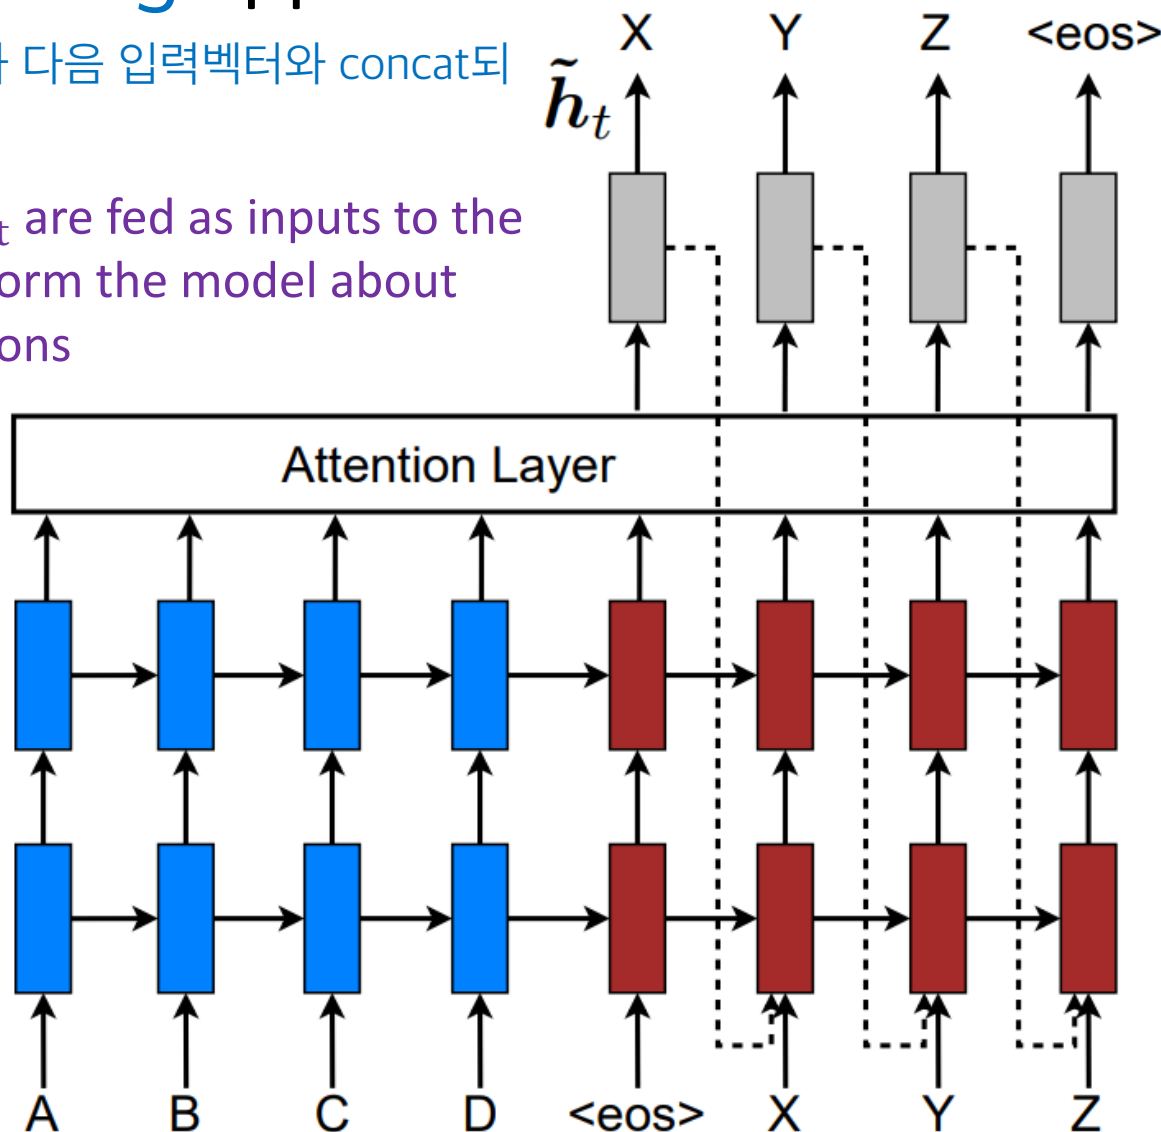 다음 입력벡터와 concat되
X Y Z <eos>
h̃ₜ
t are fed as inputs to the
orm the model about
ons
Attention Layer
A B C D <eos> X Y Z